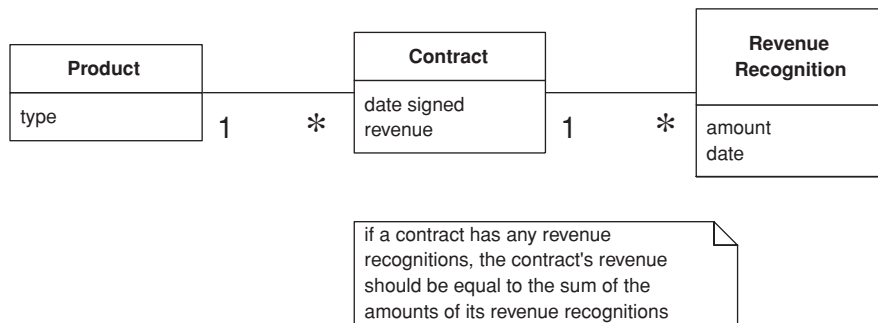 Product
type
1
*
Contract
date signed
revenue
1
*
Revenue
Recognition
amount
date
if a contract has any revenue
recognitions, the contract's revenue
should be equal to the sum of the
amounts of its revenue recognitions